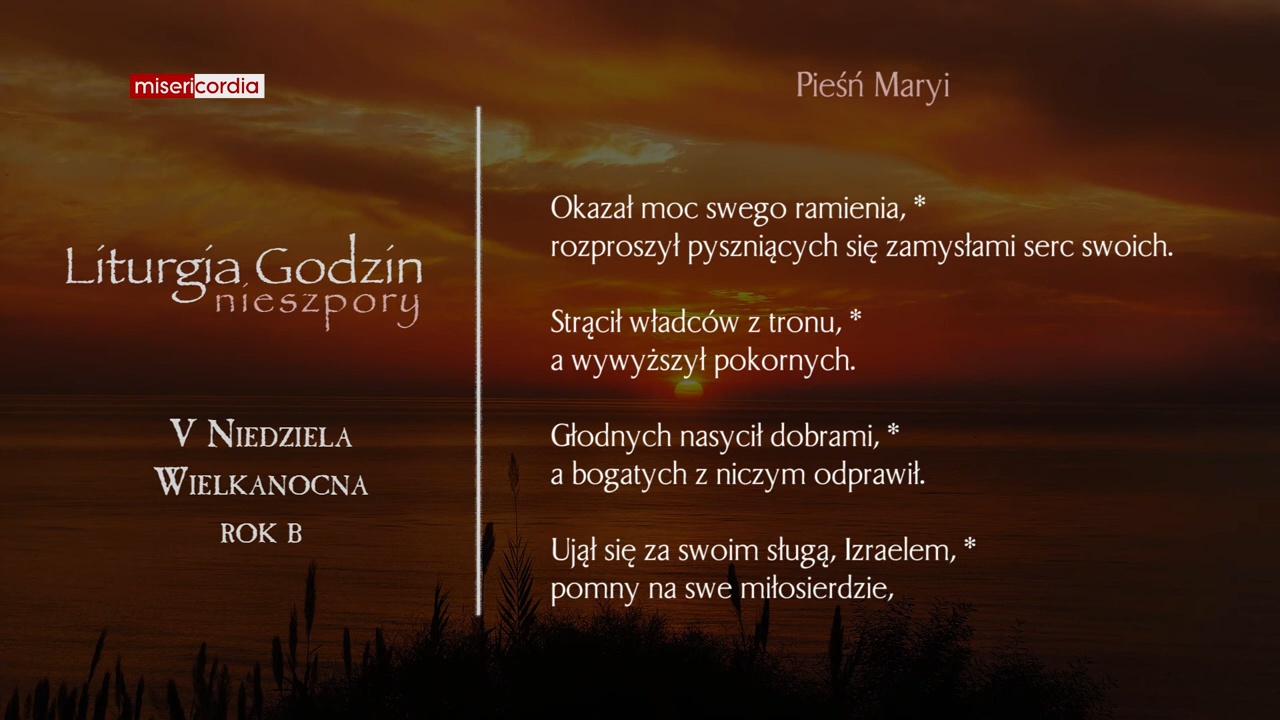 misericordia
Liturgia Godzin
nieszpory
V Niedziela
Wielkanocna
rok B
Pieśń Maryi
Okazał moc swego ramienia, *
rozproszył pyszniących się zamysłami serc swoich.
Strącił władców z tronu, *
a wywyższył pokornych.
Głodnych nasycił dobrami, *
a bogatych z niczym odprawił.
Ujął się za swoim sługą, Izraelem, *
pomny na swe miłosierdzie,